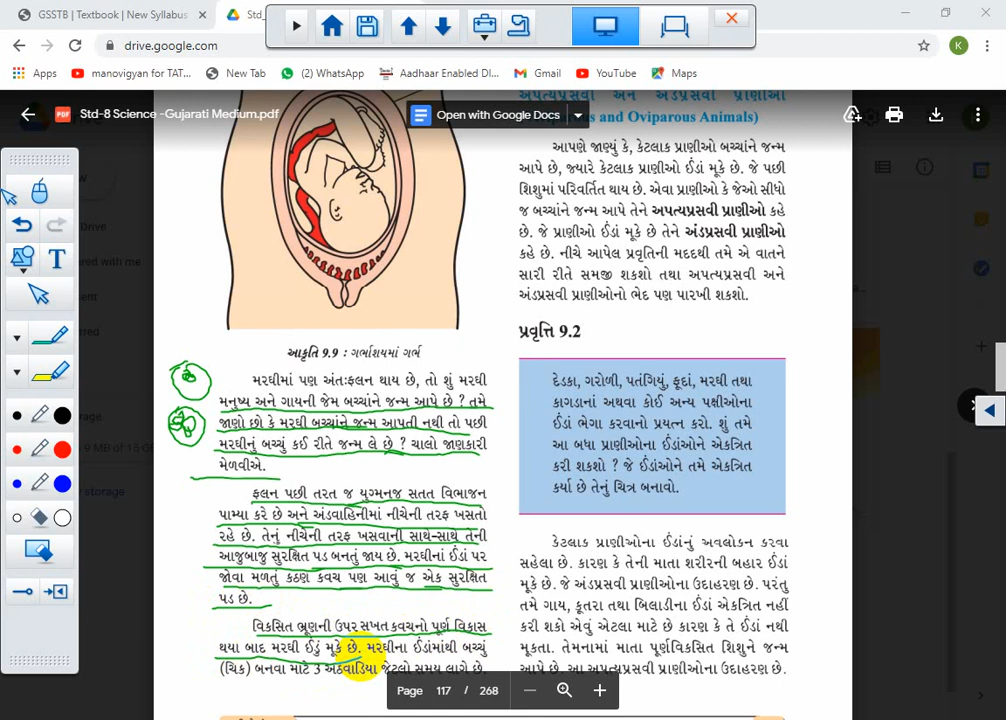 GSSTB | Textbook | New Syllabus
Std_
drive.google.com
K
Apps
manovigyan for TAT...
New Tab
(2) WhatsApp
Aadhaar Enabled DI...
Gmail
YouTube
Maps
PDF
Std-8 Science -Gujarati Medium.pdf
Open with Google Docs
T
આકૃતિ 9.9 : ગર્ભાશયમાં ગર્ભ
મરઘીમાં પણ અંતઃફલન થાય છે, તો શું મરઘી
મનુષ્ય અને ગાયની જેમ બચ્ચાંને જન્મ આપે છે ? તમે
જાણો છો કે મરઘી બચ્ચાંને જન્મ આપતી નથી તો પછી
મરઘીનું બચ્ચું કઈ રીતે જન્મ લે છે ? ચાલો જાણકારી
મેળવીએ.
ફલન પછી તરત જ યુગ્મનજ સતત વિભાજન
પામ્યા કરે છે અને અંડવાહિનીમાં નીચેની તરફ ખસતો
રહે છે. તેનું નીચેની તરફ ખસવાની સાથે-સાથે તેની
આજુબાજુ સુરક્ષિત પડ બનતું જાય છે. મરઘીનાં ઈંડાં પર
જોવા મળતું કઠણ કવચ પણ આવું જ એક સુરક્ષિત
પડ છે.
વિકસિત ભ્રૂણની ઉપર સખત કવચનો પૂર્ણ વિકાસ
થયા બાદ મરઘી ઈંડું મૂકે છે. મરઘીના ઈંડાંમાંથી બચ્ચું
(ચિક) બનવા માટે 3 અઠવાડિયા જેટલો સમય લાગે છે.
અપત્યપ્રસવી અને અંડપ્રસવી પ્રાણીઓ
and Oviparous Animals)
આપણે જાણ્યું કે, કેટલાક પ્રાણીઓ બચ્ચાંને જન્મ
આપે છે, જ્યારે કેટલાક પ્રાણીઓ ઈંડાં મૂકે છે. જે પછી
શિશુમાં પરિવર્તિત થાય છે. એવા પ્રાણીઓ કે જેઓ સીધો
જ બચ્ચાંને જન્મ આપે તેને અપત્યપ્રસવી પ્રાણીઓ કહે
છે. જે પ્રાણીઓ ઈંડાં મૂકે છે તેને અંડપ્રસવી પ્રાણીઓ
કહે છે. નીચે આપેલ પ્રવૃતિની મદદથી તમે એ વાતને
સારી રીતે સમજી શકશો તથા અપત્યપ્રસવી અને
અંડપ્રસવી પ્રાણીઓનો ભેદ પણ પારખી શકશો.
પ્રવૃત્તિ 9.2
દેડકા, ગરોળી, પતંગિયું, ફૂદાં, મરઘી તથા
કાગડાનાં અથવા કોઈ અન્ય પક્ષીઓના
ઈંડાં ભેગા કરવાનો પ્રયત્ન કરો. શું તમે
આ બધા પ્રાણીઓના ઈંડાંઓને એકત્રિત
કરી શકશો ? જે ઈંડાંઓને તમે એકત્રિત
કર્યા છે તેનું ચિત્ર બનાવો.
કેટલાક પ્રાણીઓના ઈંડાંનું અવલોકન કરવા
સહેલા છે. કારણ કે તેની માતા શરીરની બહાર ઈંડાં
મૂકે છે. જે અંડપ્રસવી પ્રાણીઓના ઉદાહરણ છે. પરંતુ
તમે ગાય, કૂતરા તથા બિલાડીના ઈંડાં એકત્રિત નહીં
કરી શકો એવું એટલા માટે છે કારણ કે તે ઈંડાં નથી
મૂકતા. તેમનામાં માતા પૂર્ણવિકસિત શિશુને જન્મ
આપે છે. આ અપત્યપ્રસવી પ્રાણીઓના ઉદાહરણ છે.
Page 117 / 268